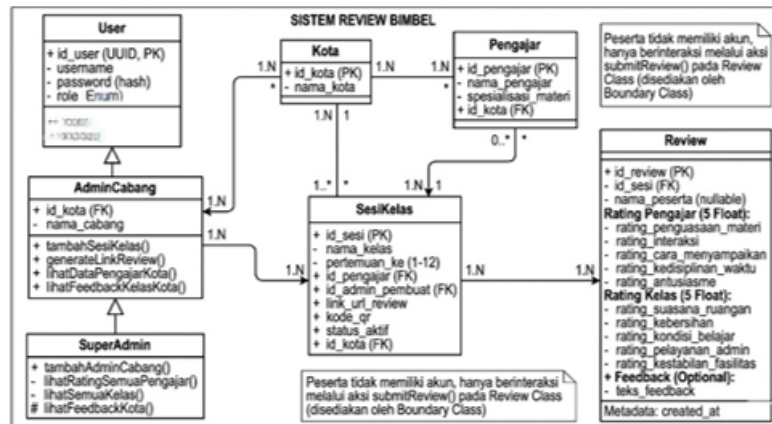 SISTEM REVIEW BIMBEL
User
+ id_user (UUID, PK)
- username
- password (hash)
- role Enum)
AdminCabang
+ id_kota (FK)
- nama_cabang
+ tambahSesiKelas()
+ generateLinkReview()
+ lihatDataPengajarKota()
+ lihatFeedbackKelasKota()
SuperAdmin
+ tambahAdminCabang()
- lihatRatingSemuaPengajar()
- lihatSemuaKelas()
# lihatFeedbackKota()
Kota
+ id_kota (PK)
- nama_kota
Pengajar
+ id_pengajar (PK)
- nama_pengajar
- spesialisasi_materi
+ id_kota (FK)
1.N
*
1.N
1.N
*
1.N 1
1..* *
0..* *
1.N 1
1.N
1.N
1.N
1.N
1.N
SesiKelas
+ id_sesi (PK)
- nama_kelas
- pertemuan_ke (1-12)
+ id_pengajar (FK)
+ id_admin_pembuat (FK)
+ link_url_review
+ kode_qr
+ status_aktif
+ id_kota (FK)
Peserta tidak memiliki akun,
hanya berinteraksi melalui aksi
submitReview() pada Review
Class (disediakan oleh
Boundary Class)
Review
+ id_review (PK)
- id_sesi (FK)
- nama_peserta (nullable)
Rating Pengajar (5 Float):
- rating_penguasaan_materi
- rating_interaksi
- rating_cara_menyampaikan
- rating_kedisiplinan_waktu
- rating_antusiasme
Rating Kelas (5 Float):
- rating_suasana_ruangan
- rating_kebersihan
- rating_kondisi_belajar
- rating_pelayanan_admin
- rating_kestabilan_fasilitas
+ Feedback (Optional):
- teks_feedback
Metadata: created_at
Peserta tidak memiliki akun, hanya berinteraksi
melalui aksi submitReview() pada Review Class
(disediakan oleh Boundary Class)